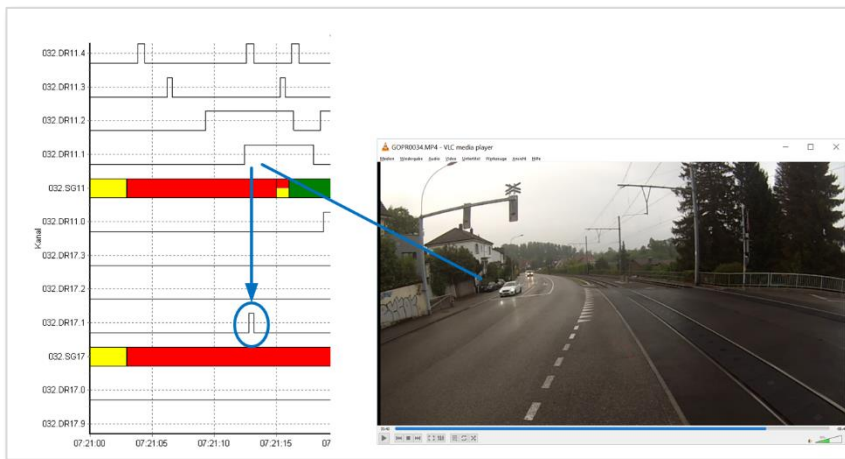 032.DR11.4
032.DR11.3
032.DR11.2
032.DR11.1
032.SG11
032.DR11.0
032.DR17.3
032.DR17.2
032.DR17.1
032.SG17
032.DR17.0
032.DR17.9
Kanal
07:21:00 07:21:05 07:21:10 07:21:15 07
GOPR0034.MP4 - VLC media player
Medien Wiedergabe Audio Video Untertitel Werkzeuge Ansicht Hilfe